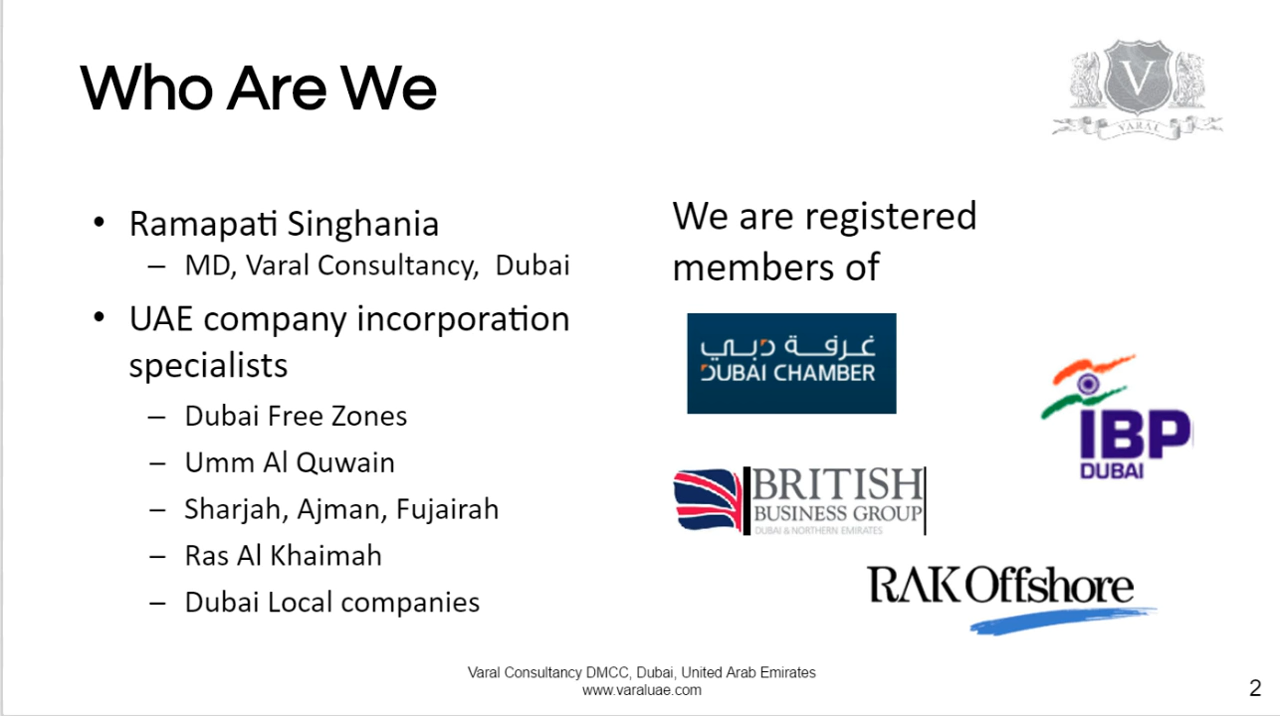 Who Are We
V
VARAL
• Ramapati Singhania
– MD, Varal Consultancy, Dubai
• UAE company incorporation
specialists
– Dubai Free Zones
– Umm Al Quwain
– Sharjah, Ajman, Fujairah
– Ras Al Khaimah
– Dubai Local companies
We are registered
members of
غرفة دبي
DUBAI CHAMBER
IBP
DUBAI
BRITISH
BUSINESS GROUP
DUBAI & NORTHERN EMIRATES
RAK Offshore
Varal Consultancy DMCC, Dubai, United Arab Emirates
www.varaluae.com
2